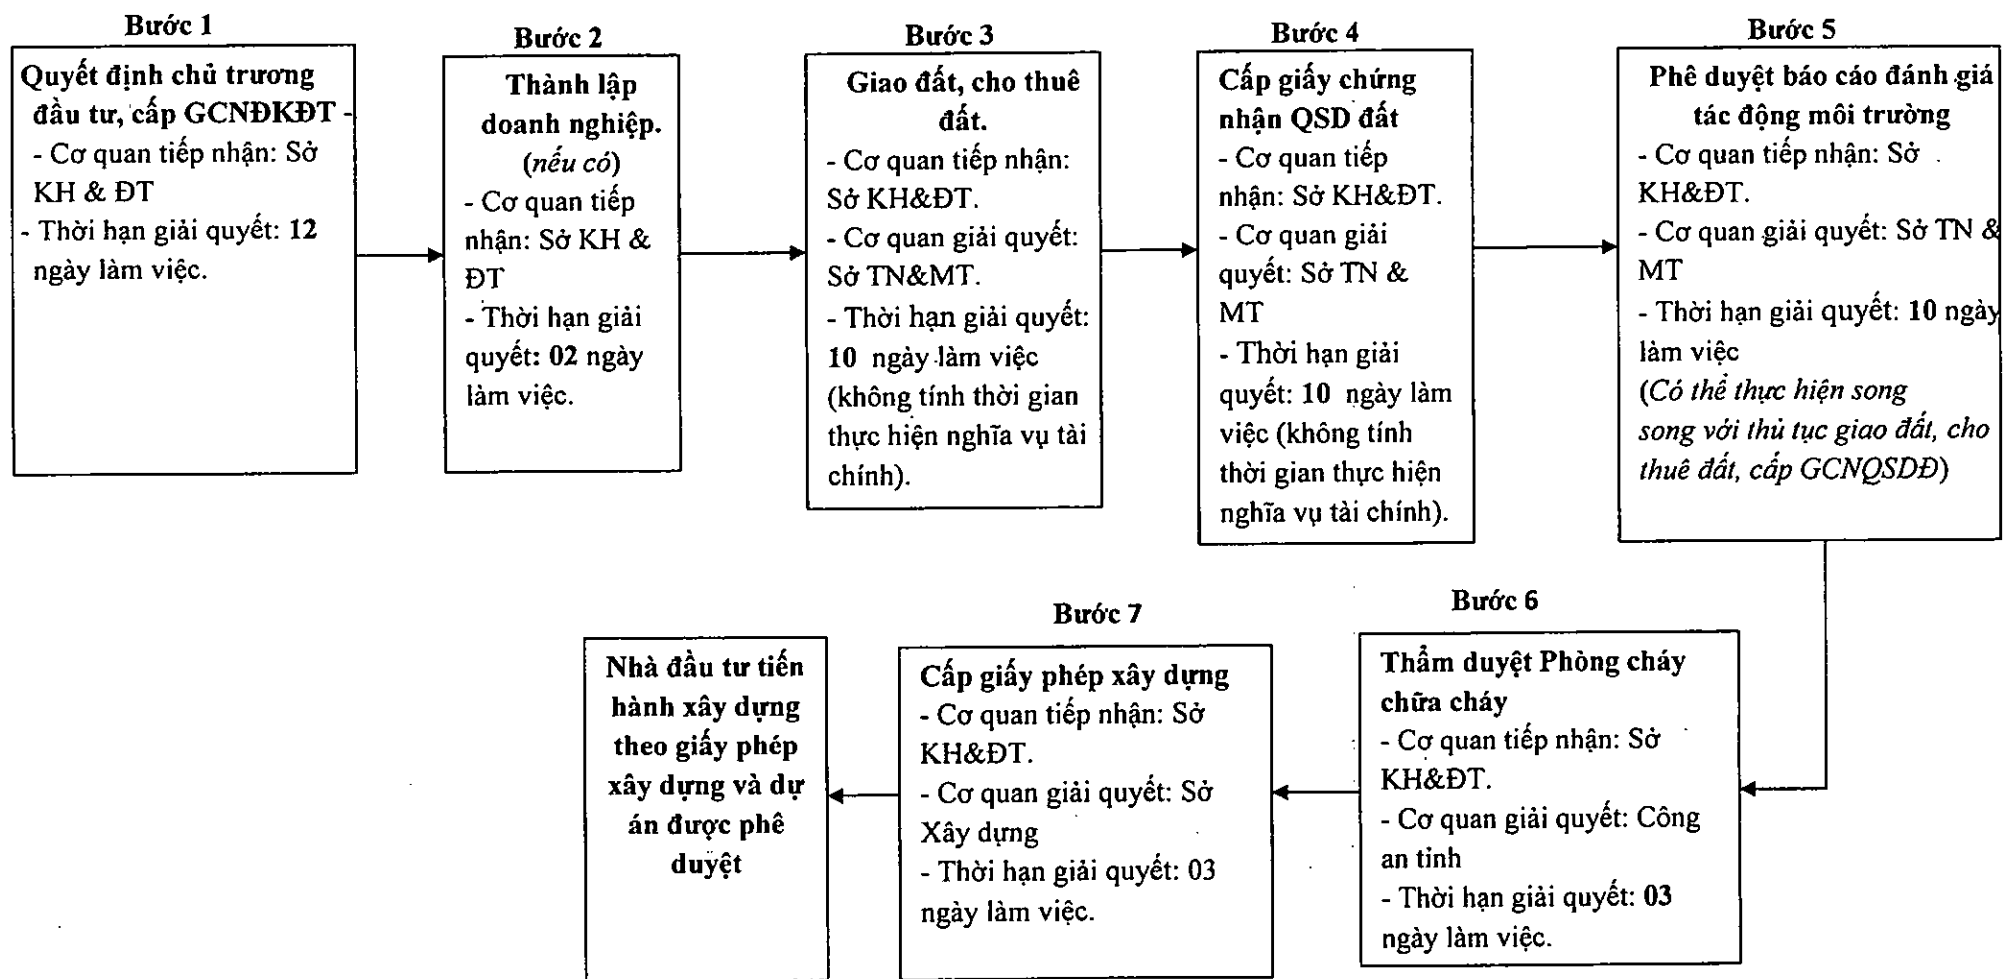 Bước 1
Quyết định chủ trương
đầu tư, cấp GCNĐKĐT -
- Cơ quan tiếp nhận: Sở
KH & ĐT
- Thời hạn giải quyết: 12
ngày làm việc.
Bước 2
Thành lập
doanh nghiệp.
(nếu có)
- Cơ quan tiếp
nhận: Sở KH &
ĐT
- Thời hạn giải
quyết: 02 ngày
làm việc.
Bước 3
Giao đất, cho thuê
đất.
- Cơ quan tiếp nhận:
Sở KH&ĐT.
- Cơ quan giải quyết:
Sở TN&MT.
- Thời hạn giải quyết:
10 ngày làm việc
(không tính thời gian
thực hiện nghĩa vụ tài
chính).
Bước 4
Cấp giấy chứng
nhận QSD đất
- Cơ quan tiếp
nhận: Sở KH&ĐT.
- Cơ quan giải
quyết: Sở TN &
MT
- Thời hạn giải
quyết: 10 ngày làm
việc (không tính
thời gian thực hiện
nghĩa vụ tài chính).
Bước 5
Phê duyệt báo cáo đánh giá
tác động môi trường
- Cơ quan tiếp nhận: Sở
KH&ĐT.
- Cơ quan giải quyết: Sở TN &
MT
- Thời hạn giải quyết: 10 ngày
làm việc
(Có thể thực hiện song
song với thủ tục giao đất, cho
thuê đất, cấp GCNQSDĐ)
Bước 6
Thẩm duyệt Phòng cháy
chữa cháy
- Cơ quan tiếp nhận: Sở
KH&ĐT.
- Cơ quan giải quyết: Công
an tỉnh
- Thời hạn giải quyết: 03
ngày làm việc.
Bước 7
Cấp giấy phép xây dựng
- Cơ quan tiếp nhận: Sở
KH&ĐT.
- Cơ quan giải quyết: Sở
Xây dựng
- Thời hạn giải quyết: 03
ngày làm việc.
Nhà đầu tư tiến
hành xây dựng
theo giấy phép
xây dựng và dự
án được phê
duyệt